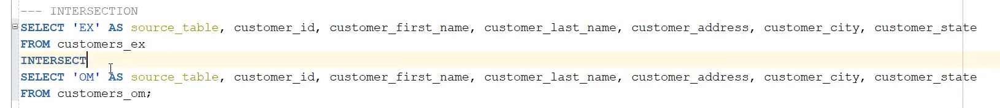 --- INTERSECTION
SELECT 'EX' AS source_table, customer_id, customer_first_name, customer_last_name, customer_address, customer_city, customer_state
FROM customers_ex
INTERSECT
SELECT 'OM' AS source_table, customer_id, customer_first_name, customer_last_name, customer_address, customer_city, customer_state
FROM customers_om;